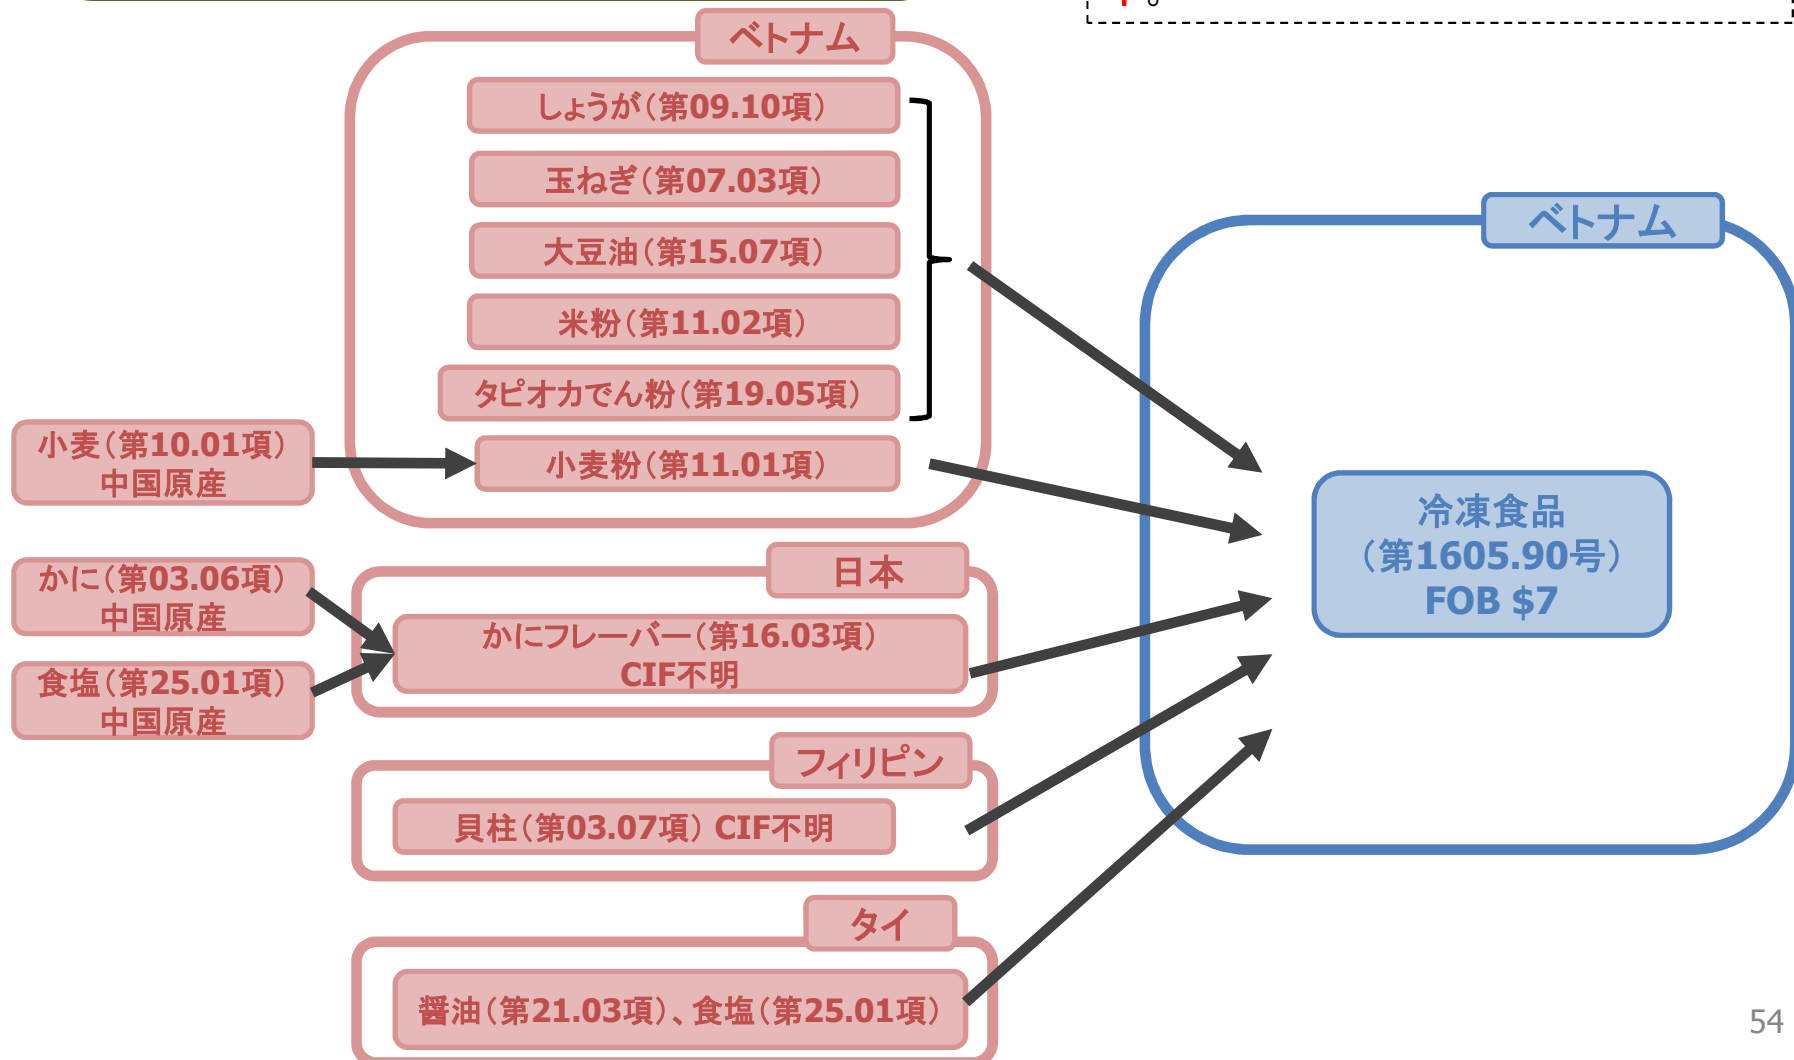 。
ベトナム
しょうが(第09.10項)
玉ねぎ(第07.03項)
大豆油(第15.07項)
米粉(第11.02項)
タピオカでん粉(第19.05項)
小麦(第10.01項)
中国原産
小麦粉(第11.01項)
日本
かに(第03.06項)
中国原産
食塩(第25.01項)
中国原産
かにフレーバー(第16.03項)
CIF不明
フィリピン
貝柱(第03.07項) CIF不明
タイ
醤油(第21.03項)、食塩(第25.01項)
ベトナム
冷凍食品
(第1605.90号)
FOB $7
54